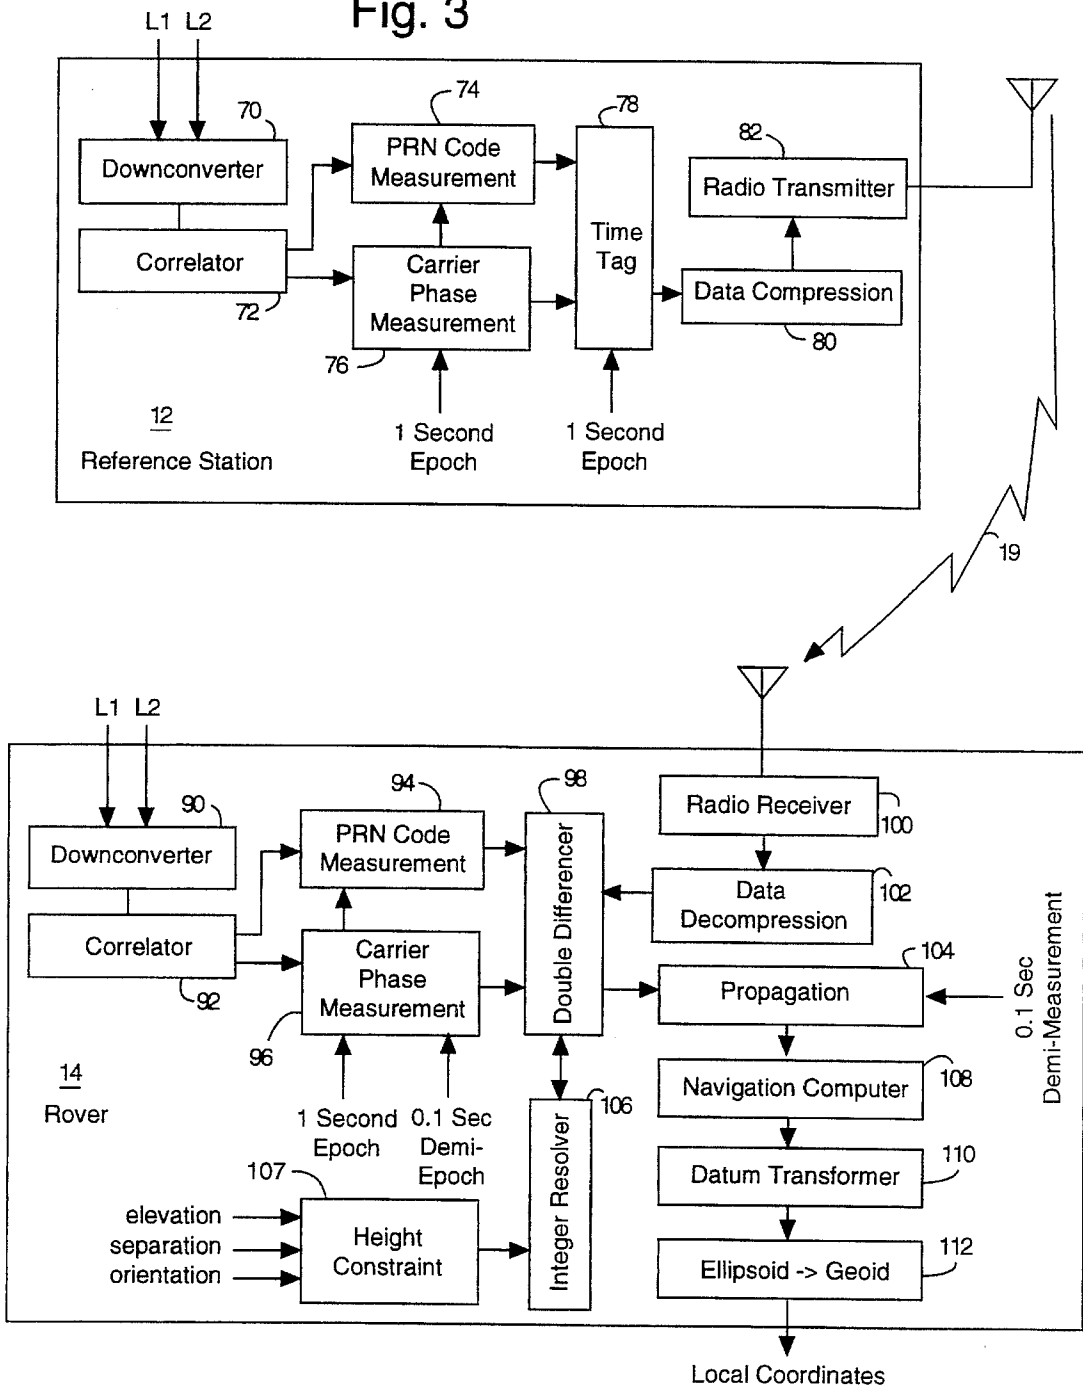 Fig. 3
L1 L2
70
Downconverter
Correlator
72
74
PRN Code
Measurement
Carrier
Phase
Measurement
76
78
Time
Tag
82
Radio Transmitter
Data Compression
80
1 Second
Epoch
1 Second
Epoch
12
Reference Station
19
L1 L2
90
Downconverter
Correlator
92
94
PRN Code
Measurement
Carrier
Phase
Measurement
96
98
Double Differencer
Radio Receiver
100
Data
Decompression
102
104
Propagation
0.1 Sec
Demi-Measurement
Navigation Computer
108
Datum Transformer
110
Ellipsoid -> Geoid
112
14
Rover
1 Second
Epoch
0.1 Sec
Demi-
Epoch
106
Integer Resolver
107
elevation
separation
orientation
Height
Constraint
Local Coordinates